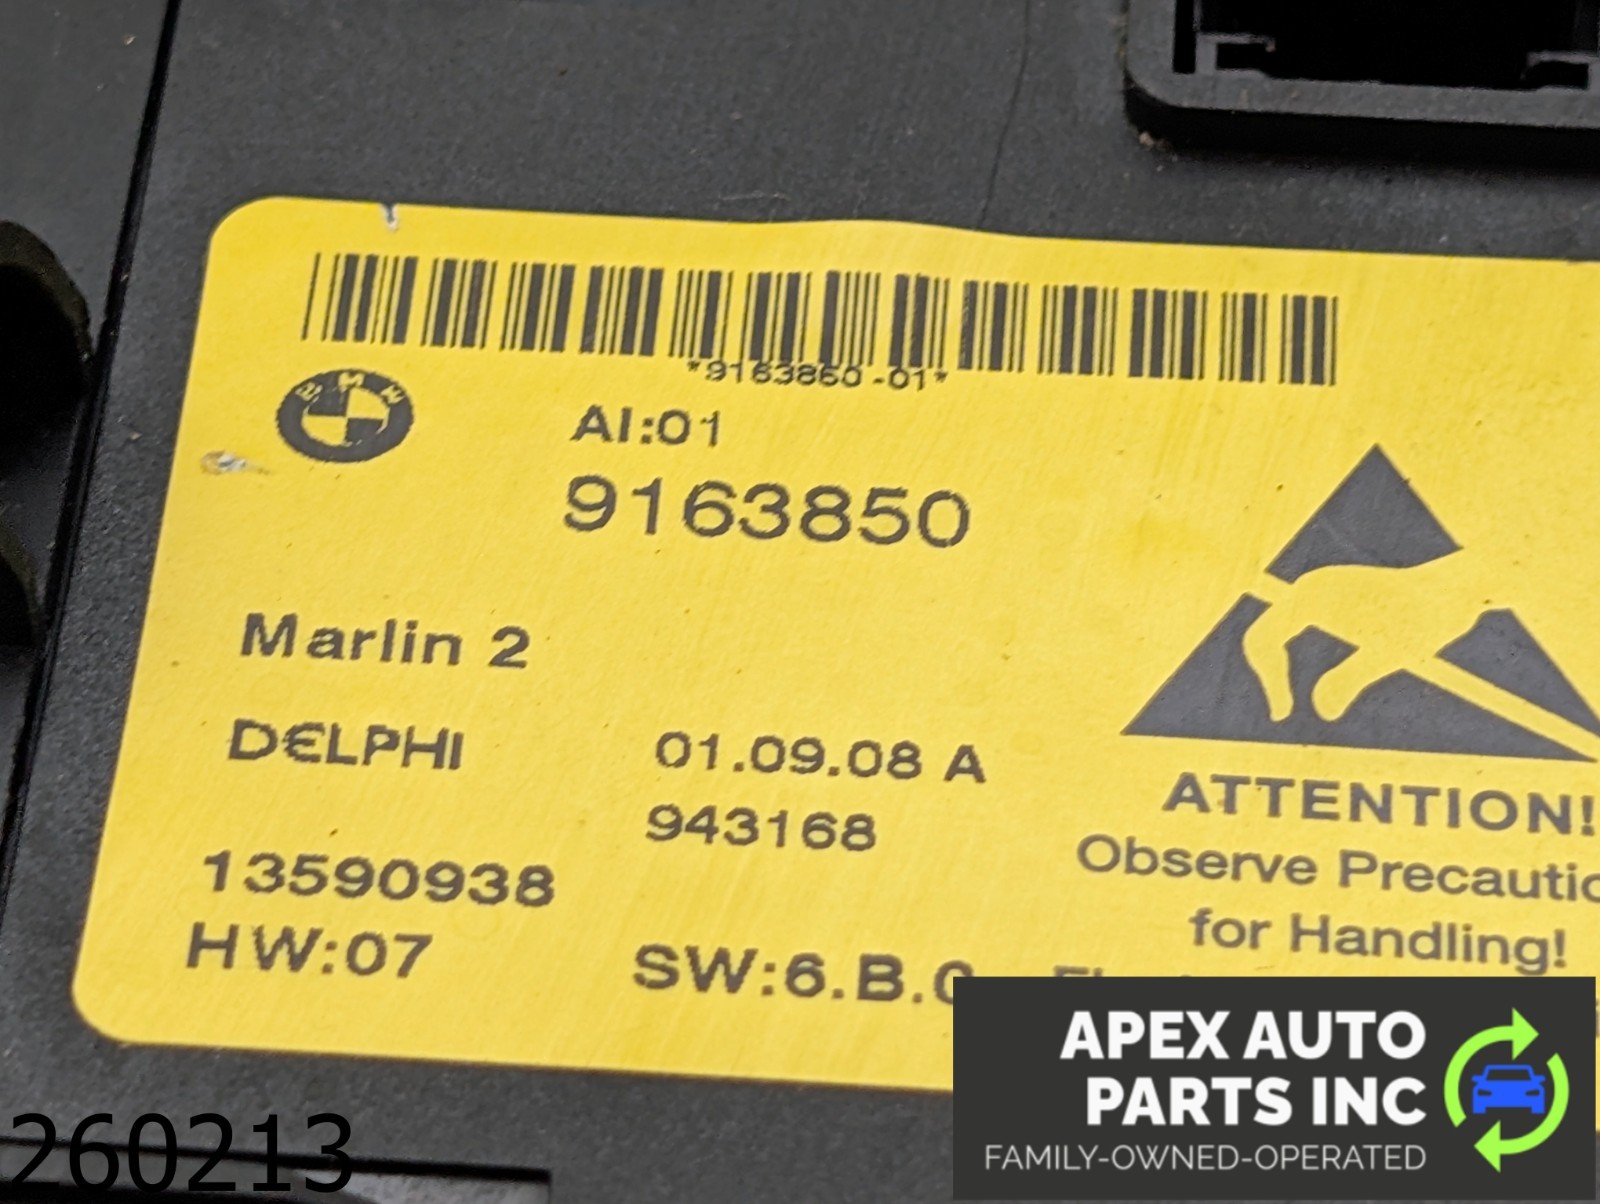 *9163850-01*
BMW
AI:01
9163850
Marlin 2
DELPHI
01.09.08 A
943168
13590938
HW:07
SW:6.B.0
ATTENTION!
Observe Precautio
for Handling!
APEX AUTO
PARTS INC
FAMILY-OWNED-OPERATED
260213